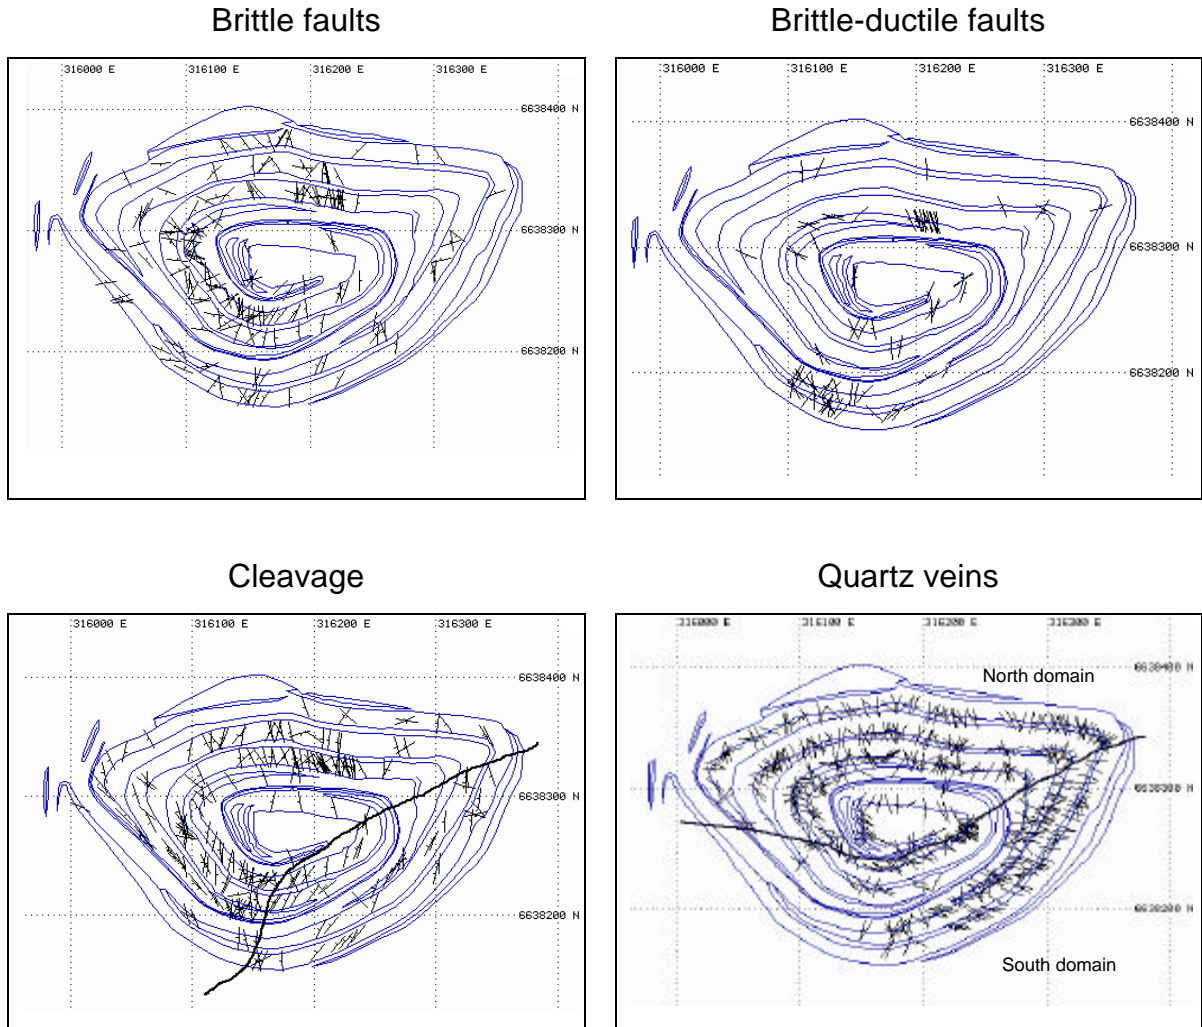 Brittle faults
Brittle-ductile faults
316000 E 316100 E 316200 E 316300 E
6638400 N
6638300 N
6638200 N
316000 E 316100 E 316200 E 316300 E
6638400 N
6638300 N
6638200 N
Cleavage
Quartz veins
316000 E 316100 E 316200 E 316300 E
6638400 N
6638300 N
6638200 N
316000 E 316100 E 316200 E 316300 E
North domain
6638400 N
6638300 N
6638200 N
South domain